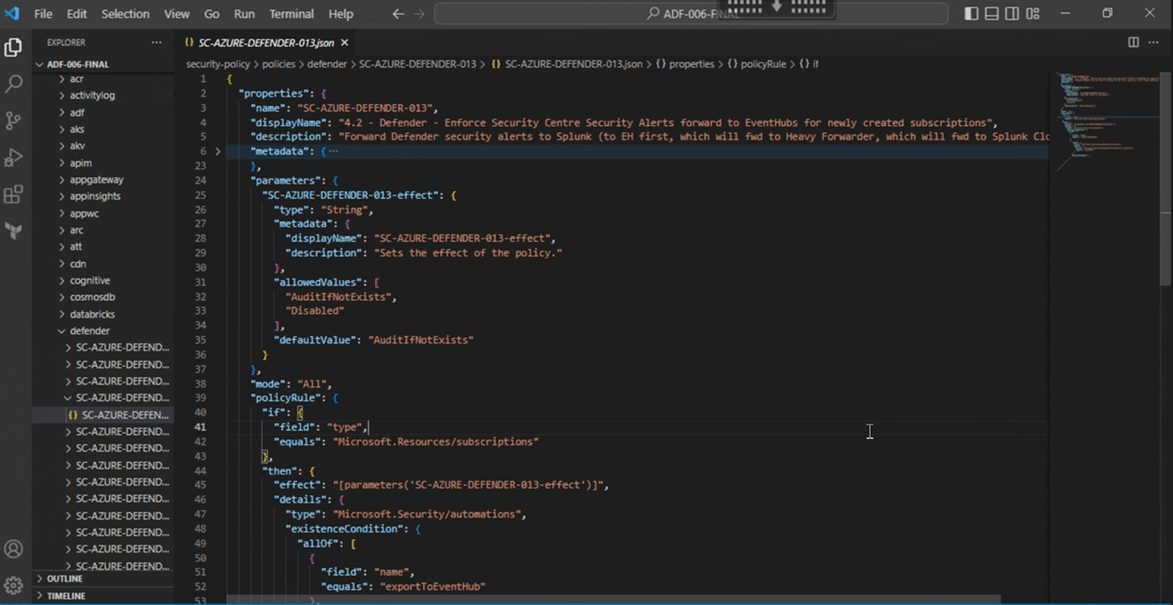 File Edit Selection View Go Run Terminal Help
ADF-006-FINAL
EXPLORER
SC-AZURE-DEFENDER-013.json
ADF-006-FINAL
security-policy > policies > defender > SC-AZURE-DEFENDER-013 > {} SC-AZURE-DEFENDER-013.json > {} properties > {} policyRule > {} if
acr
activitylog
adf
aks
akv
apim
appgateway
appinsights
appwc
arc
att
cdn
cognitive
cosmosdb
databricks
defender
SC-AZURE-DEFEND...
SC-AZURE-DEFEND...
SC-AZURE-DEFEND...
SC-AZURE-DEFEND...
{} SC-AZURE-DEFEN...
SC-AZURE-DEFEND...
SC-AZURE-DEFEND...
SC-AZURE-DEFEND...
SC-AZURE-DEFEND...
SC-AZURE-DEFEND...
SC-AZURE-DEFEND...
SC-AZURE-DEFEND...
SC-AZURE-DEFEND...
SC-AZURE-DEFEND...
OUTLINE
TIMELINE
1 {
2 "properties": {
3 "name": "SC-AZURE-DEFENDER-013",
4 "displayName": "4.2 - Defender - Enforce Security Centre Security Alerts forward to EventHubs for newly created subscriptions",
5 "description": "Forward Defender security alerts to Splunk (to EH first, which will fwd to Heavy Forwarder, which will fwd to Splunk Clo
6 "metadata": { ...
23 },
24 "parameters": {
25 "SC-AZURE-DEFENDER-013-effect": {
26 "type": "String",
27 "metadata": {
28 "displayName": "SC-AZURE-DEFENDER-013-effect",
29 "description": "Sets the effect of the policy."
30 },
31 "allowedValues": [
32 "AuditIfNotExists",
33 "Disabled"
34 ],
35 "defaultValue": "AuditIfNotExists"
36 }
37 },
38 "mode": "All",
39 "policyRule": {
40 "if": {
41 "field": "type",
42 "equals": "Microsoft.Resources/subscriptions"
43 },
44 "then": {
45 "effect": "[parameters('SC-AZURE-DEFENDER-013-effect')]",
46 "details": {
47 "type": "Microsoft.Security/automations",
48 "existenceCondition": {
49 "allOf": [
50 {
51 "field": "name",
52 "equals": "exportToEventHub"
53 },